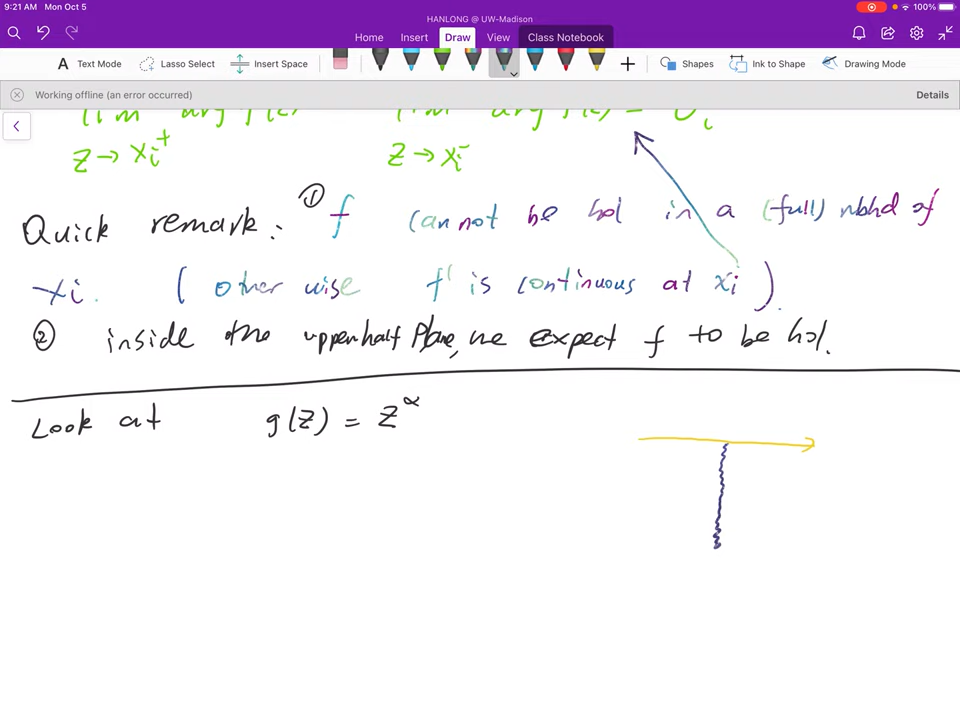 9:21 AM Mon Oct 5
100%
HANLONG @ UW-Madison
Home Insert Draw View Class Notebook
A Text Mode Lasso Select Insert Space Shapes Ink to Shape Drawing Mode
Working offline (an error occurred) Details
z → xi+ z → xi-
Quick remark : ① f cannot be hol in a (full) nbhd of
xi. ( otherwise f' is continuous at xi ).
② inside the upper half Plane, we expect f to be hol.
Look at g(z) = z^α